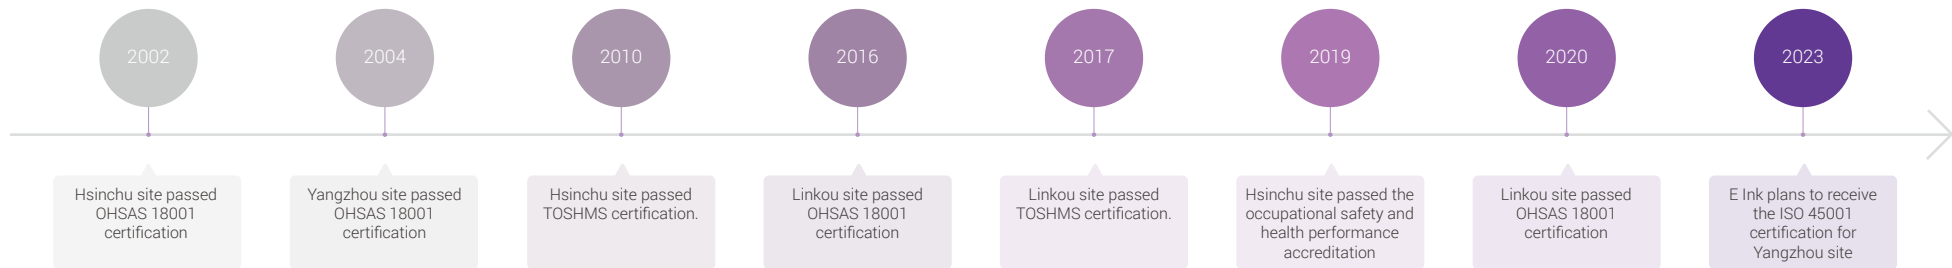 2002
2004
2010
2016
2017
2019
2020
2023
Hsinchu site passed
OHSAS 18001
certification
Yangzhou site passed
OHSAS 18001
certification
Hsinchu site passed
TOSHMS certification.
Linkou site passed
OHSAS 18001
certification
Linkou site passed
TOSHMS certification.
Hsinchu site passed the
occupational safety and
health performance
accreditation
Linkou site passed
OHSAS 18001
certification
E Ink plans to receive
the ISO 45001
certification for
Yangzhou site